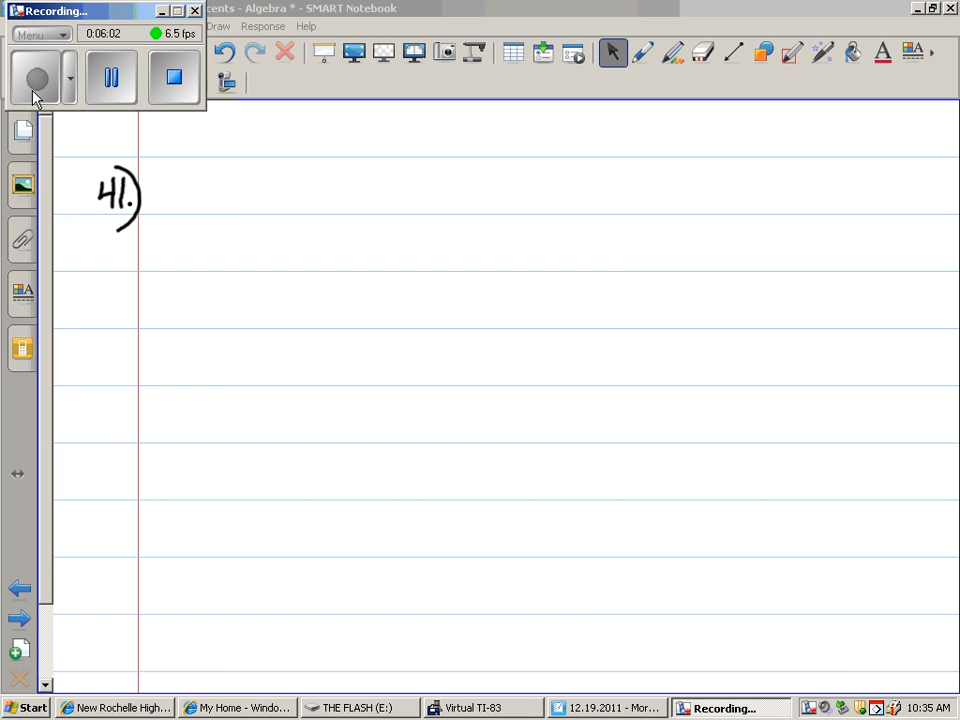 Recording...
cents - Algebra * - SMART Notebook
Menu
0:06:02
6.5 fps
Draw
Response
Help
41.)
Start
New Rochelle High...
My Home - Windo...
THE FLASH (E:)
Virtual TI-83
12.19.2011 - Mor...
Recording...
10:35 AM